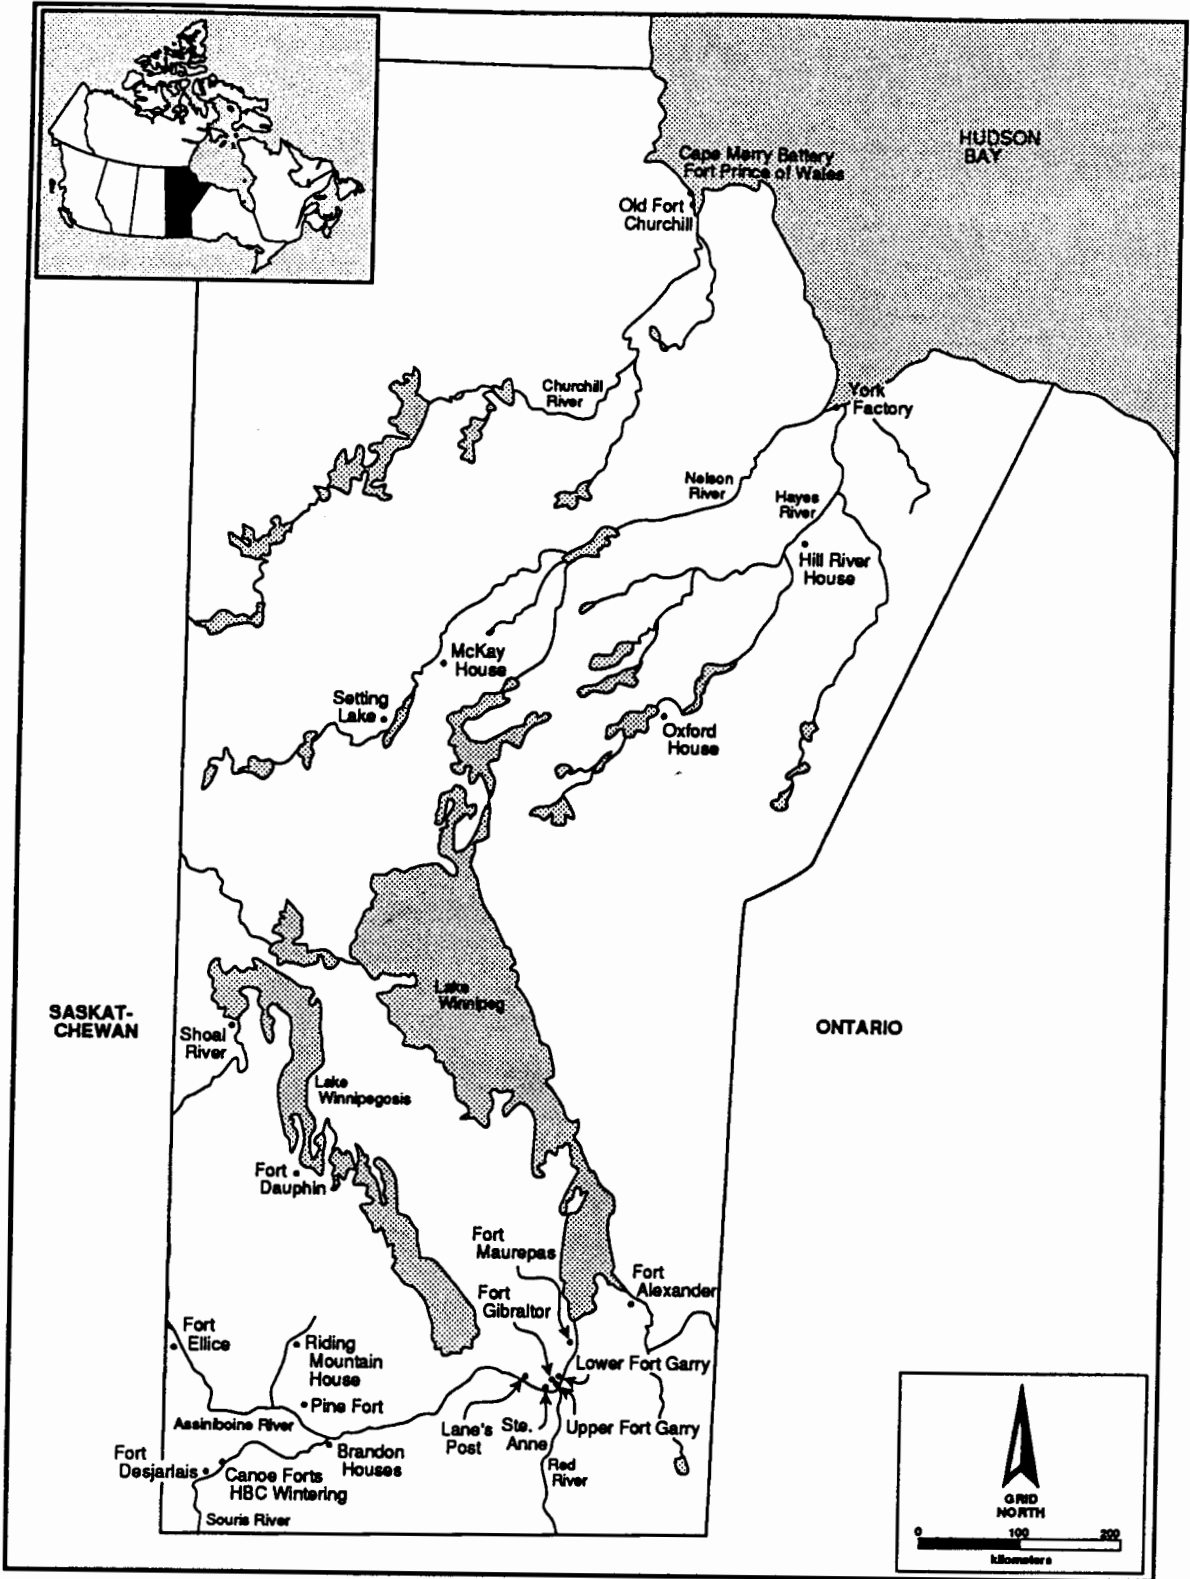 HUDSON
BAY
Cape Merry Battery
Fort Prince of Wales
Old Fort
Churchill
Churchill
River
York
Factory
Nelson
River
Hayes
River
Hill River
House
McKay
House
Setting
Lake
Oxford
House
Lake
Winnipeg
SASKAT-
CHEWAN
ONTARIO
Shoal
River
Lake
Winnipegosis
Fort
Dauphin
Fort
Maurepas
Fort
Alexander
Fort
Gibraltor
Fort
Ellice
Riding
Mountain
House
Lower Fort Garry
Pine Fort
Assiniboine River
Lane's
Post
Ste.
Anne
Upper Fort Garry
Brandon
Houses
Fort
Desjarlais
Canoe Forts
HBC Wintering
Red
River
Souris River
GRID
NORTH
0 100 200
kilometers